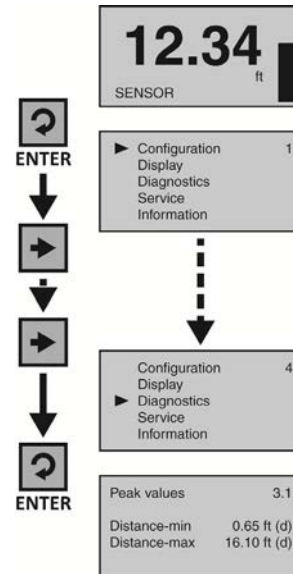 12.34
ft
SENSOR
ENTER
Configuration 1
Display
Diagnostics
Service
Information
Configuration 4
Display
Diagnostics
Service
Information
ENTER
Peak values 3.1
Distance-min 0.65 ft (d)
Distance-max 16.10 ft (d)